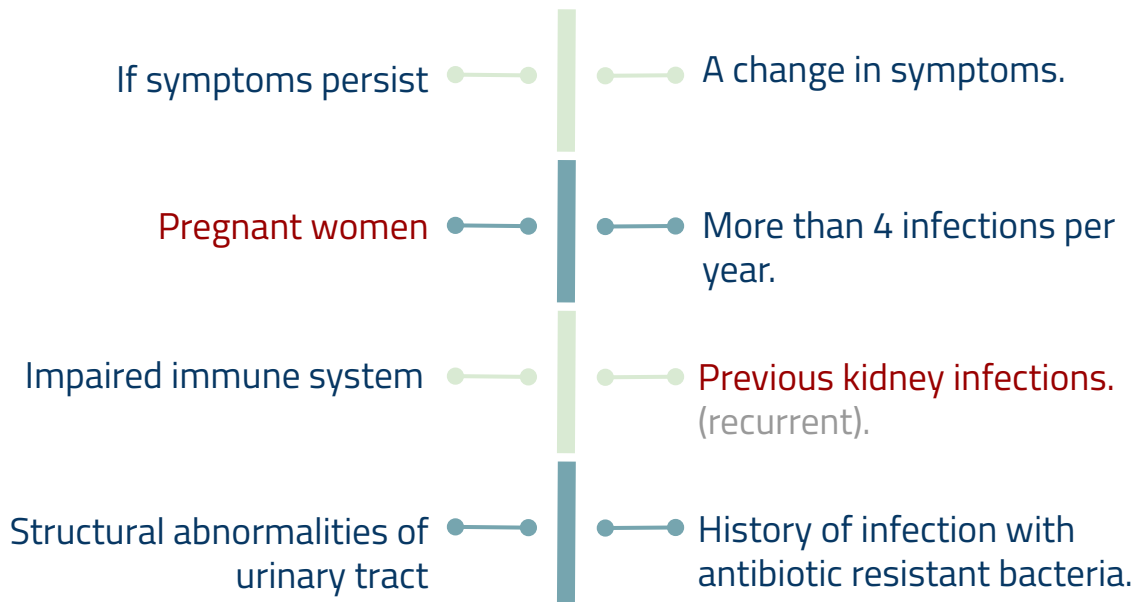 If symptoms persist
A change in symptoms.
Pregnant women
More than 4 infections per
year.
Impaired immune system
Previous kidney infections.
(recurrent).
Structural abnormalities of
urinary tract
History of infection with
antibiotic resistant bacteria.